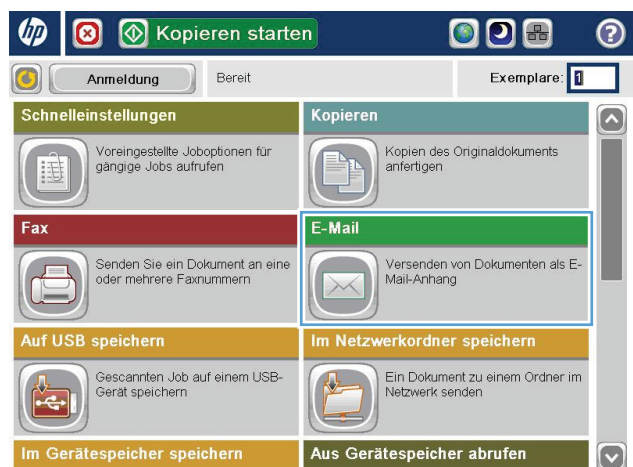 hp
Kopieren starten
?
Anmeldung
Bereit
Exemplare: 1
Schnelleinstellungen
Voreingestellte Joboptionen für
gängige Jobs aufrufen
Kopieren
Kopien des Originaldokuments
anfertigen
Fax
Senden Sie ein Dokument an eine
oder mehrere Faxnummern
E-Mail
Versenden von Dokumenten als E-
Mail-Anhang
Auf USB speichern
Gescannten Job auf einem USB-
Gerät speichern
Im Netzwerkordner speichern
Ein Dokument zu einem Ordner im
Netzwerk senden
Im Gerätespeicher speichern
Aus Gerätespeicher abrufen